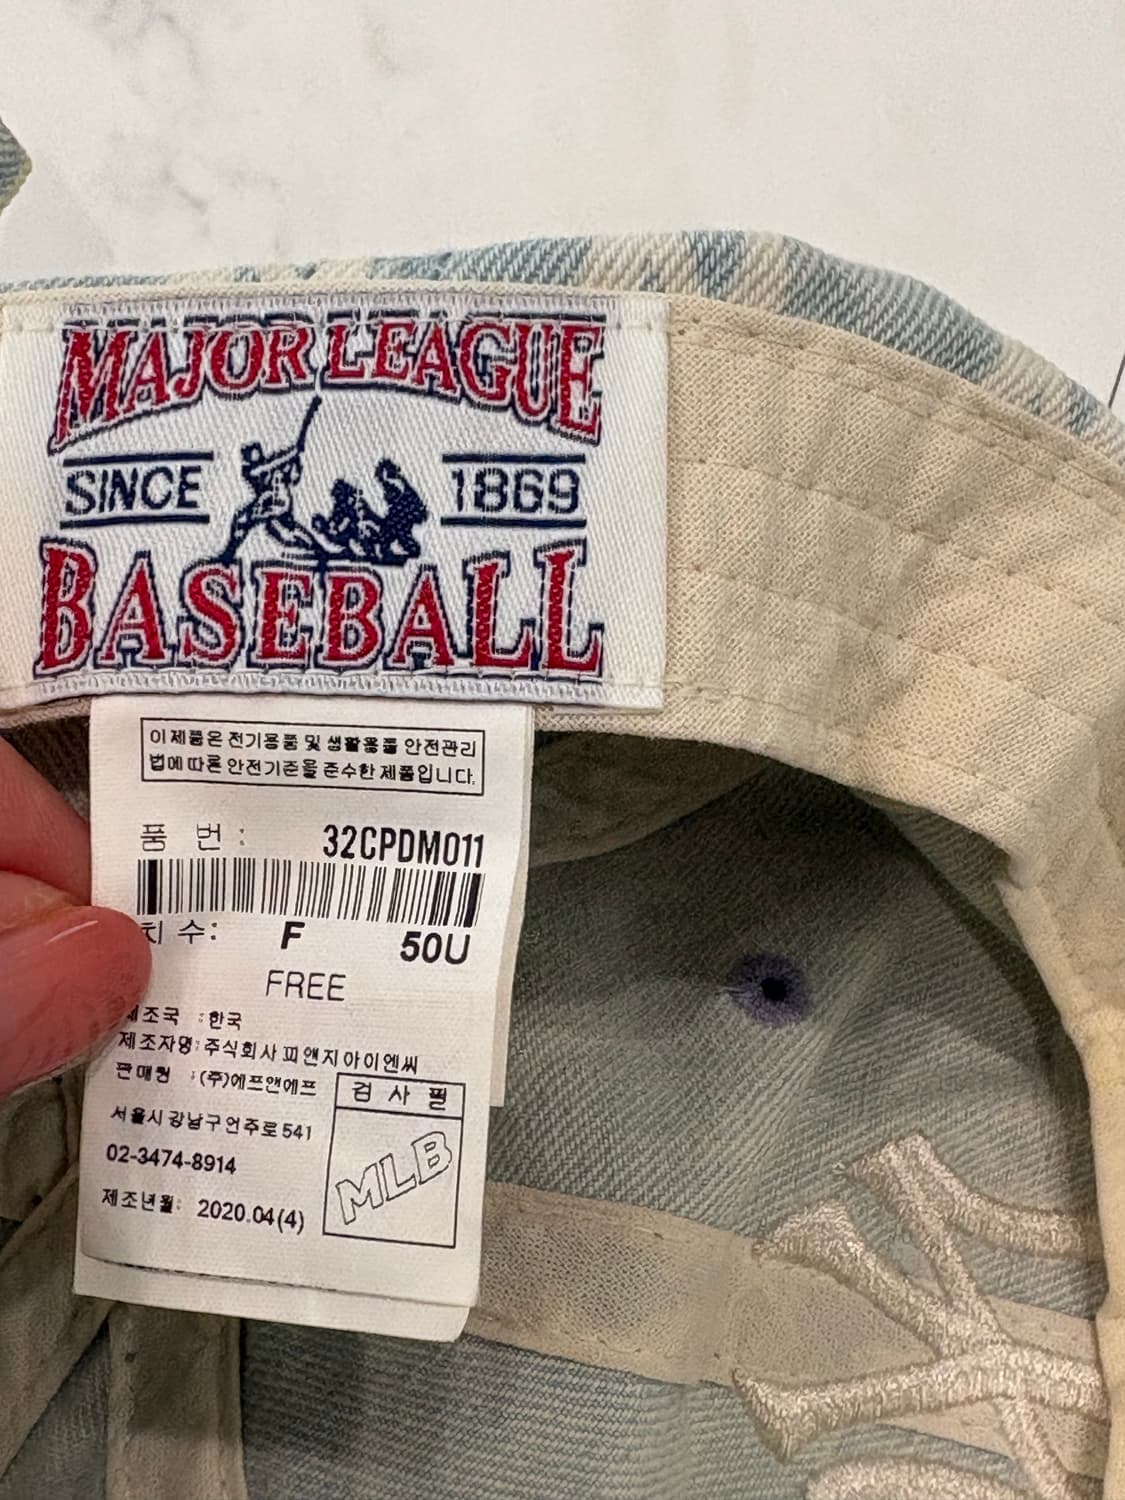 MAJOR LEAGUE
SINCE 1869
BASEBALL
이 제품은 전기용품 및 생활용품 안전관리
법에 따른 안전기준을 준수한 제품입니다.
품 번 : 32CPDM011
치 수 : F 50U
FREE
제조국 : 한국
제조자명 : 주식회사 피앤지아이엔씨
판매원 : (주)에프앤에프
서울시 강남구 언주로 541
02-3474-8914
제조년월 : 2020.04(4)
검 사 필
MLB